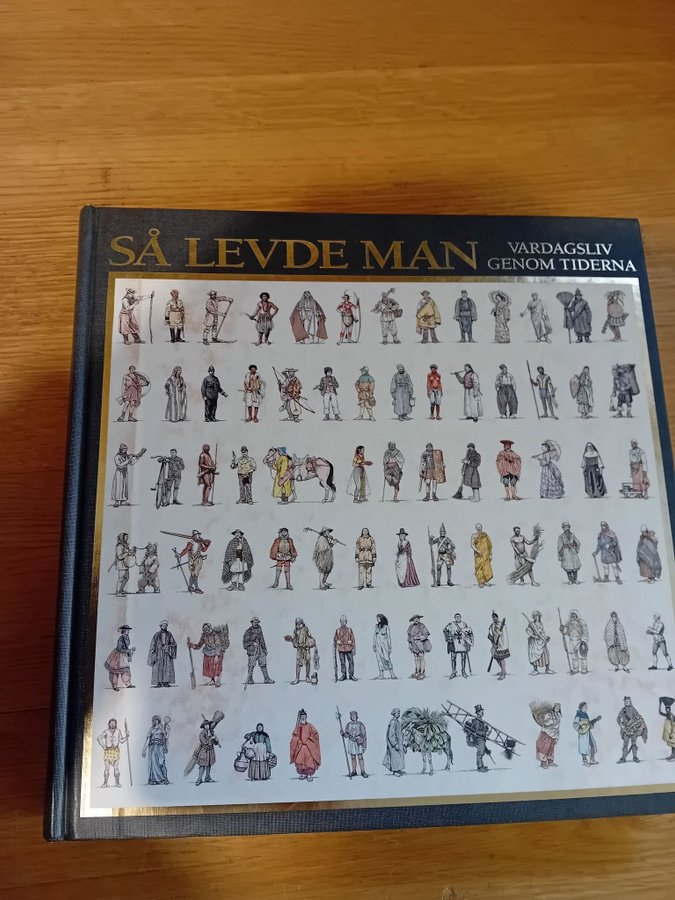 SÅ LEVDE MAN
VARDAGSLIV
GENOM TIDERNA